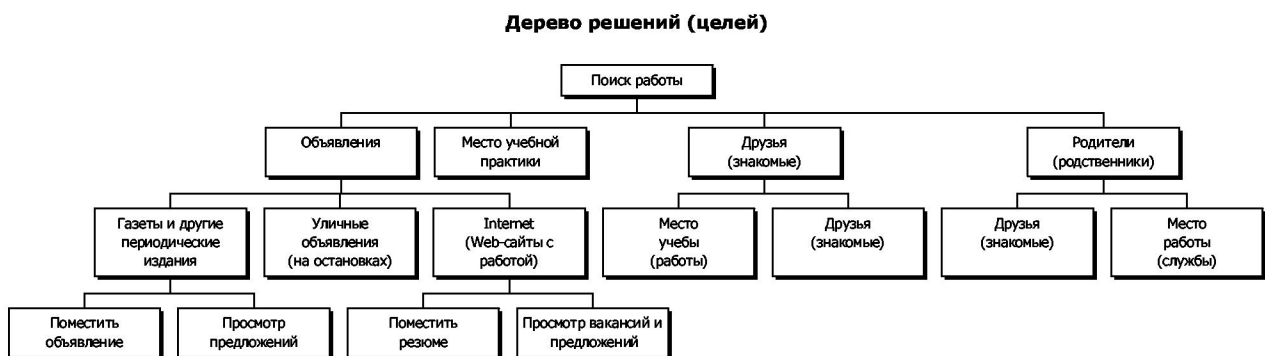 Дерево решений (целей)
Поиск работы
Объявления
Место учебной
практики
Друзья
(знакомые)
Родители
(родственники)
Газеты и другие
периодические
издания
Уличные
объявления
(на остановках)
Internet
(Web-сайты с
работой)
Место
учебы
(работы)
Друзья
(знакомые)
Друзья
(знакомые)
Место
работы
(службы)
Поместить
объявление
Просмотр
предложений
Поместить
резюме
Просмотр вакансий и
предложений